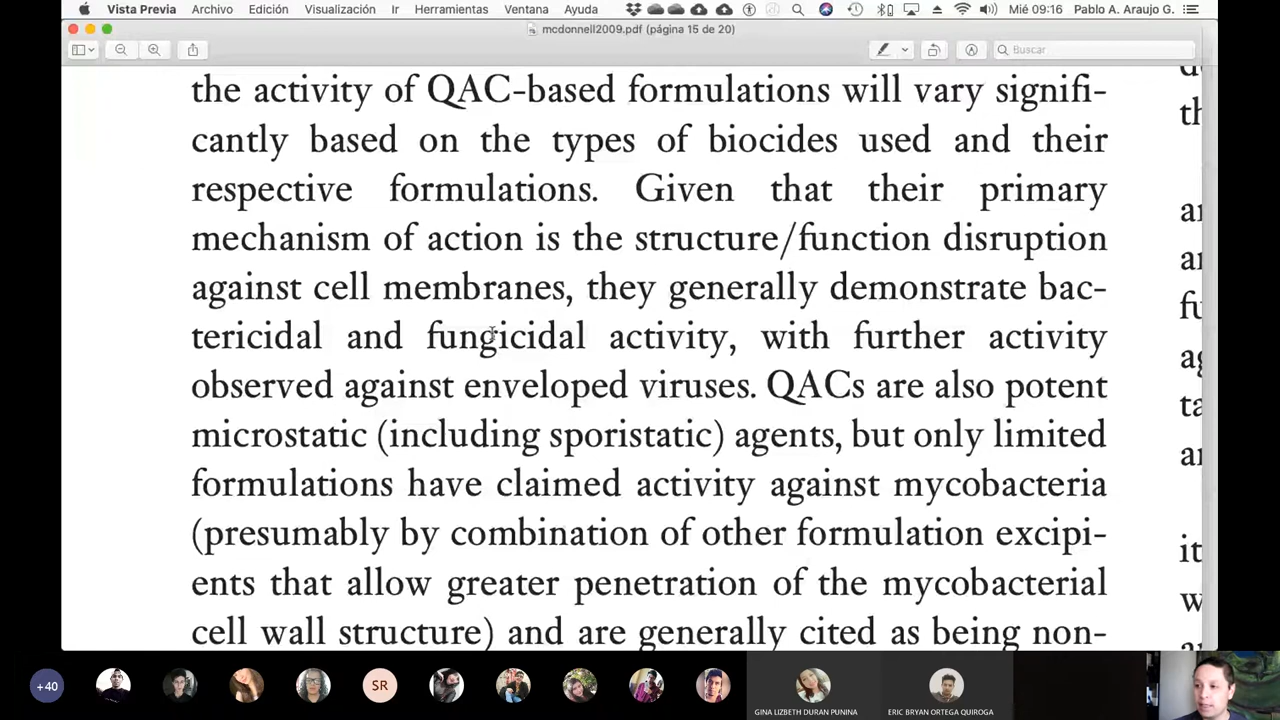 Vista Previa Archivo Edición Visualización Ir Herramientas Ventana Ayuda Mié 09:16 Pablo A. Araujo G.
mcdonnell2009.pdf (página 15 de 20)
Buscar
the activity of QAC-based formulations will vary signifi-
cantly based on the types of biocides used and their
respective formulations. Given that their primary
mechanism of action is the structure/function disruption
against cell membranes, they generally demonstrate bac-
tericidal and fungicidal activity, with further activity
observed against enveloped viruses. QACs are also potent
microstatic (including sporistatic) agents, but only limited
formulations have claimed activity against mycobacteria
(presumably by combination of other formulation excipi-
ents that allow greater penetration of the mycobacterial
cell wall structure) and are generally cited as being non-
+40
SR
GINA LIZBETH DURAN PUNINA
ERIC BRYAN ORTEGA QUIROGA